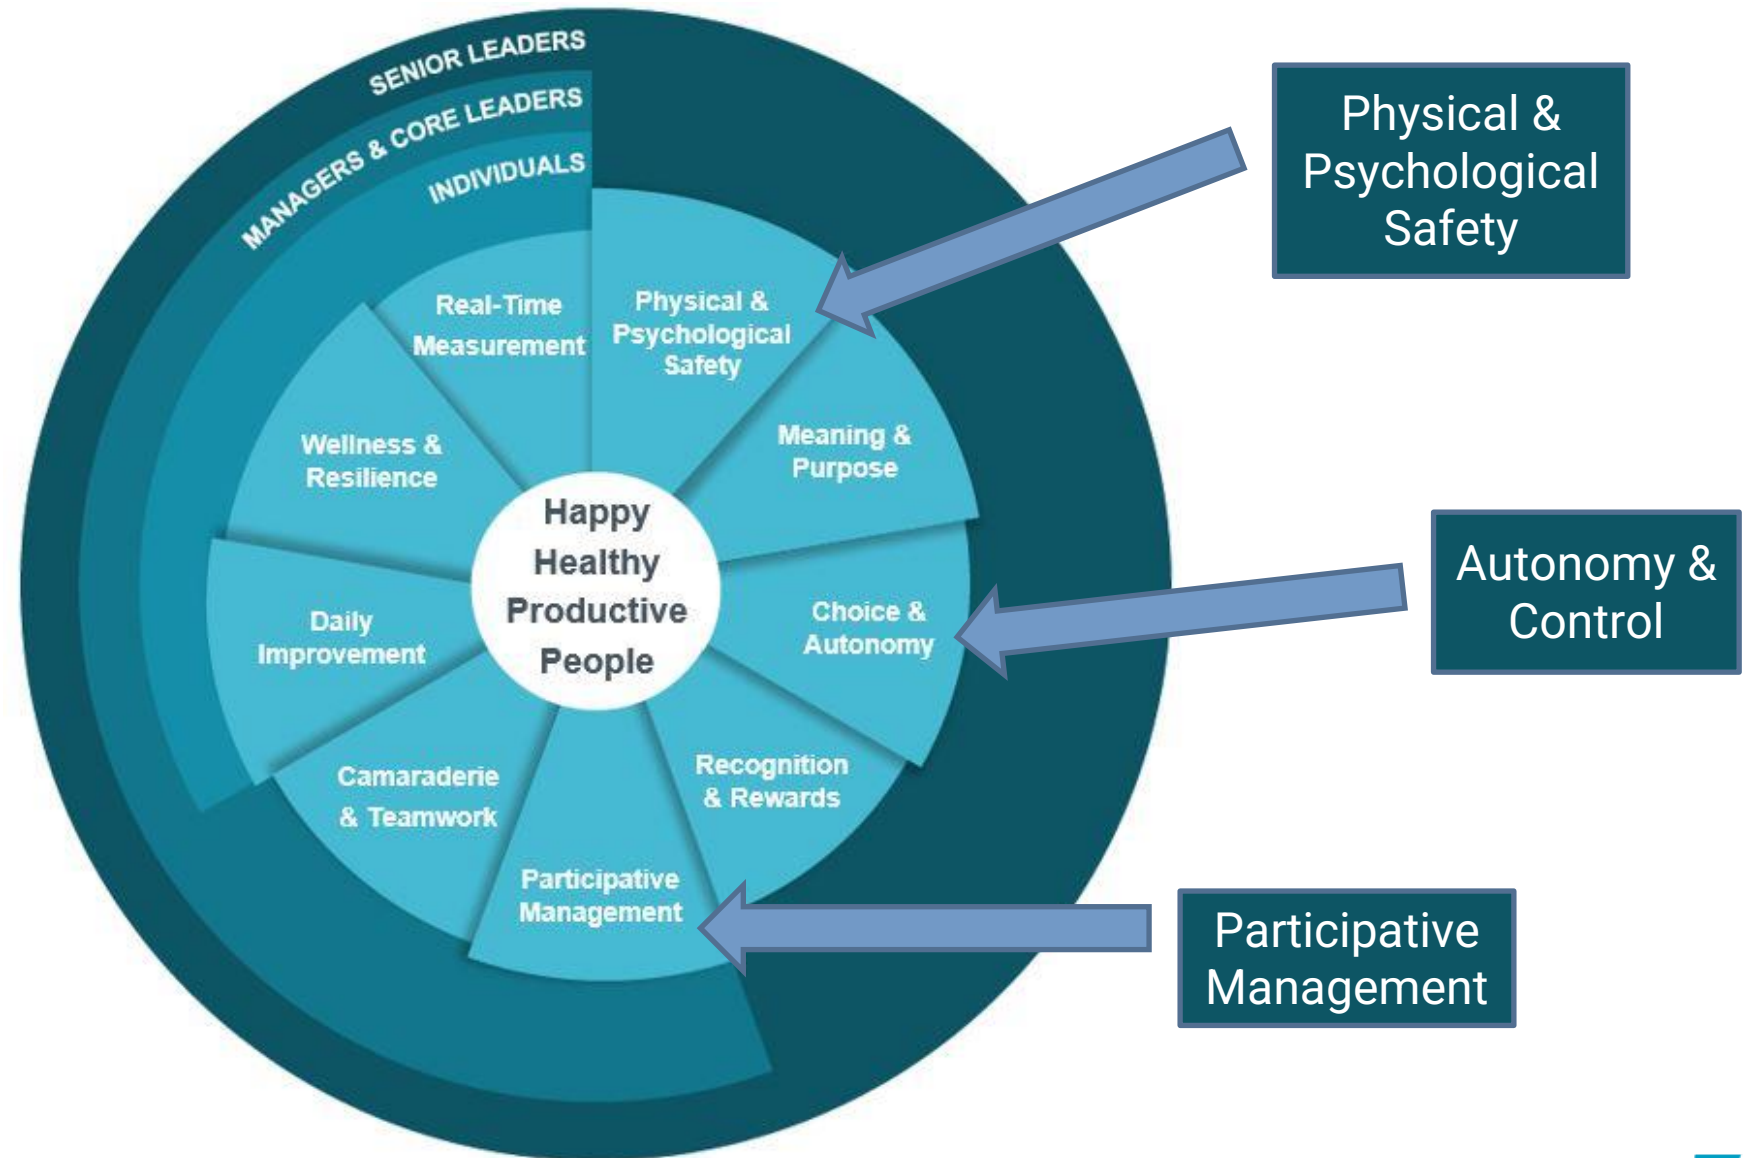 SENIOR LEADERS
MANAGERS & CORE LEADERS
INDIVIDUALS
Real-Time
Measurement
Physical &
Psychological
Safety
Meaning &
Purpose
Choice &
Autonomy
Recognition
& Rewards
Participative
Management
Camaraderie
& Teamwork
Daily
Improvement
Wellness &
Resilience
Happy
Healthy
Productive
People
Physical &
Psychological
Safety
Autonomy &
Control
Participative
Management